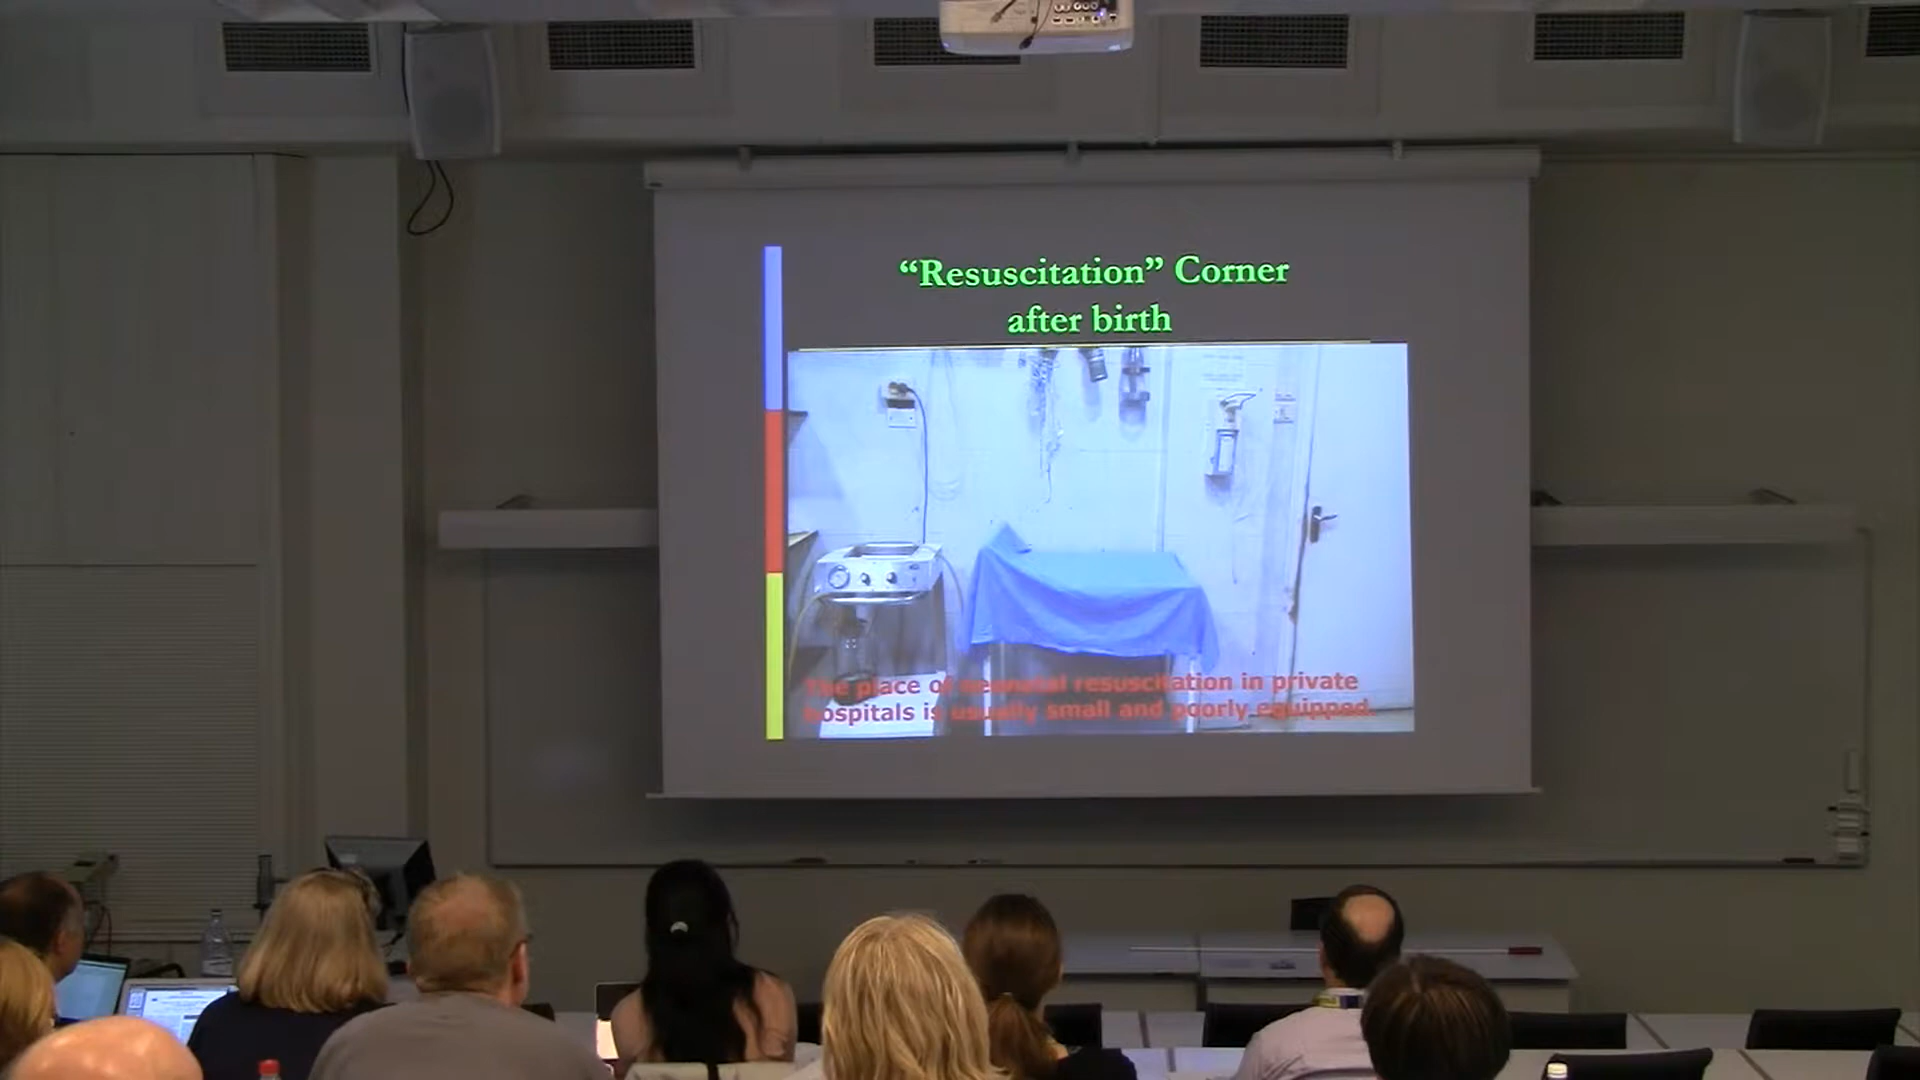 “Resuscitation” Corner
after birth
The place of neonatal resuscitation in private
hospitals is usually small and poorly equipped.